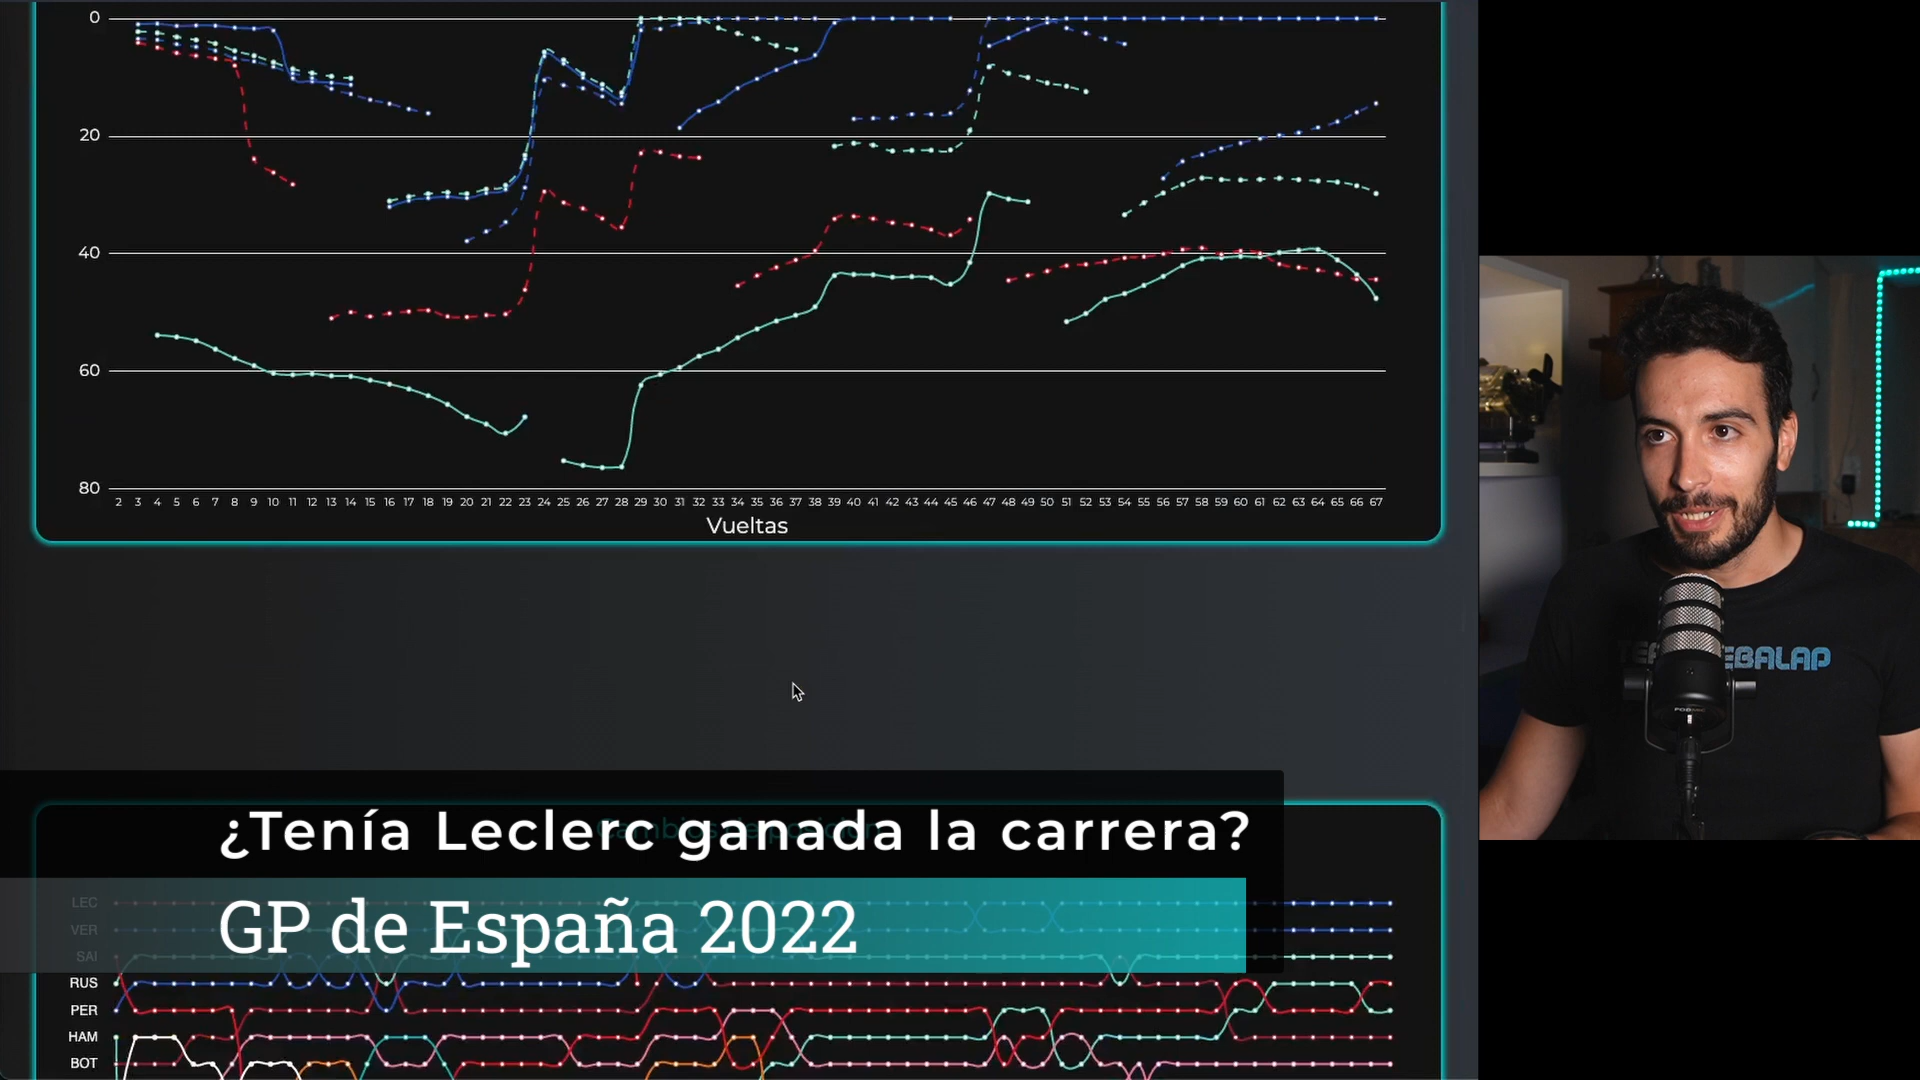 0
20
40
60
80
2 3 4 5 6 7 8 9 10 11 12 13 14 15 16 17 18 19 20 21 22 23 24 25 26 27 28 29 30 31 32 33 34 35 36 37 38 39 40 41 42 43 44 45 46 47 48 49 50 51 52 53 54 55 56 57 58 59 60 61 62 63 64 65 66 67
Vueltas
¿Tenía Leclerc ganada la carrera?
GP de España 2022
LEC
VER
SAI
RUS
PER
HAM
BOT
EBALAP